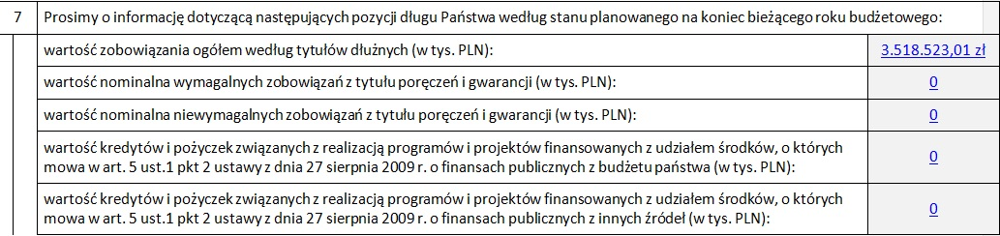 7 Prosimy o informację dotyczącą następujących pozycji długu Państwa według stanu planowanego na koniec bieżącego roku budżetowego:
wartość zobowiązania ogółem według tytułów dłużnych (w tys. PLN): 3.518.523,01 zł
wartość nominalna wymagalnych zobowiązań z tytułu poręczeń i gwarancji (w tys. PLN): 0
wartość nominalna niewymagalnych zobowiązań z tytułu poręczeń i gwarancji (w tys. PLN): 0
wartość kredytów i pożyczek związanych z realizacją programów i projektów finansowanych z udziałem środków, o których
mowa w art. 5 ust.1 pkt 2 ustawy z dnia 27 sierpnia 2009 r. o finansach publicznych z budżetu państwa (w tys. PLN): 0
wartość kredytów i pożyczek związanych z realizacją programów i projektów finansowanych z udziałem środków, o których
mowa w art. 5 ust.1 pkt 2 ustawy z dnia 27 sierpnia 2009 r. o finansach publicznych z innych źródeł (w tys. PLN): 0